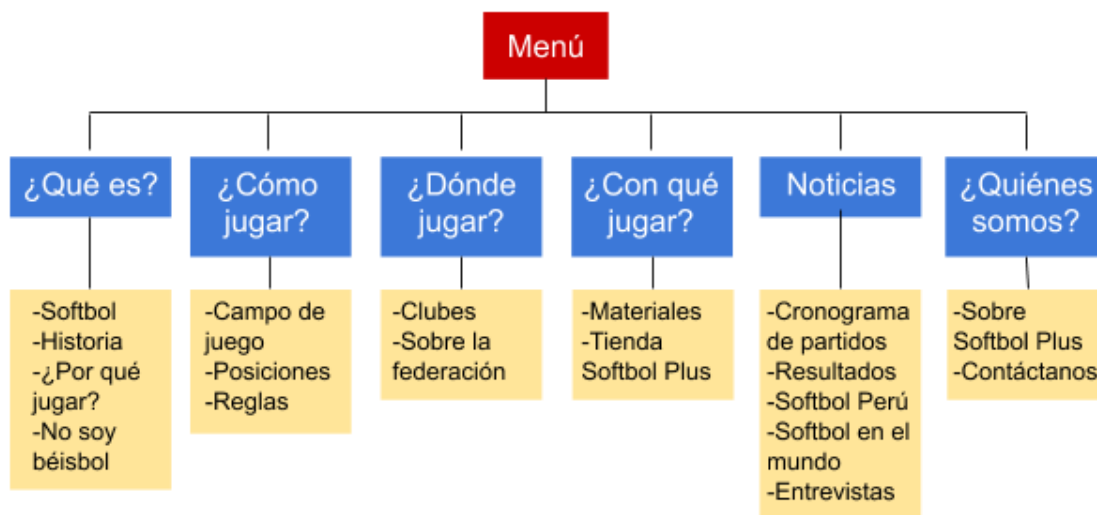 Menú
¿Qué es?
¿Cómo
jugar?
¿Dónde
jugar?
¿Con qué
jugar?
Noticias
¿Quiénes
somos?
-Softbol
-Historia
-¿Por qué
jugar?
-No soy
béisbol
-Campo de
juego
-Posiciones
-Reglas
-Clubes
-Sobre la
federación
-Materiales
-Tienda
Softbol Plus
-Cronograma
de partidos
-Resultados
-Softbol Perú
-Softbol en el
mundo
-Entrevistas
-Sobre
Softbol Plus
-Contáctanos